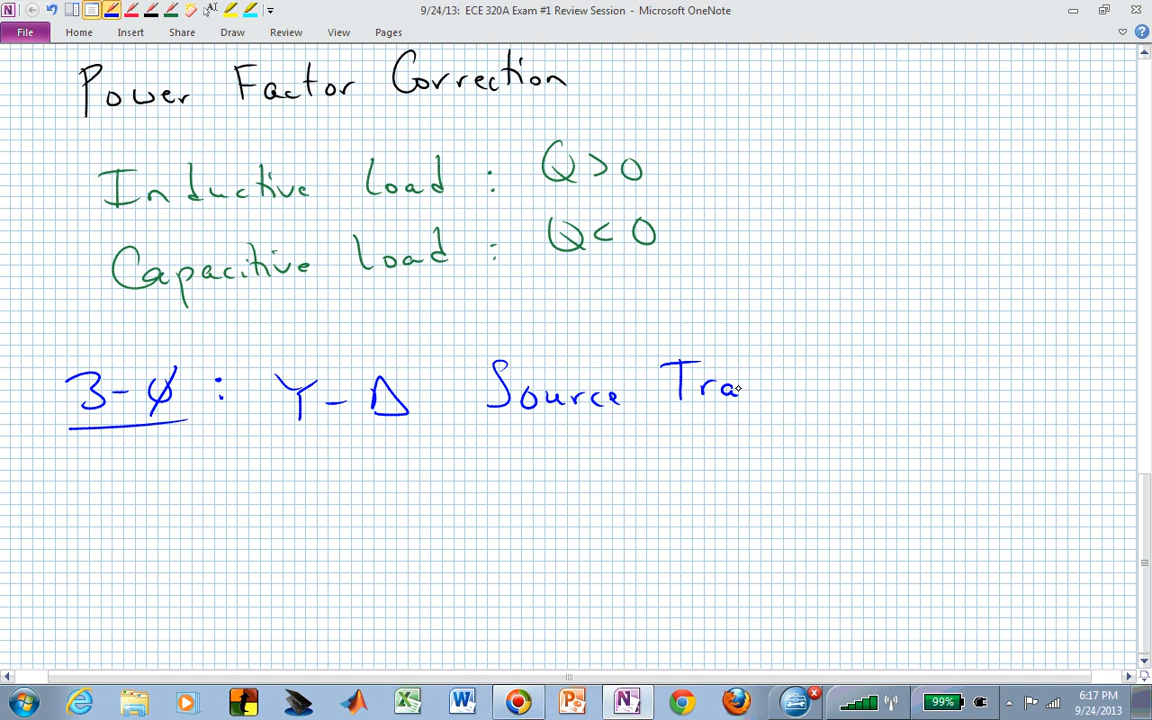 9/24/13: ECE 320A Exam #1 Review Session - Microsoft OneNote
File Home Insert Share Draw Review View Pages
Power Factor Correction
Inductive load : Q > 0
Capacitive load : Q < 0
3-φ : Y-Δ Source Tra
99%
6:17 PM
9/24/2013